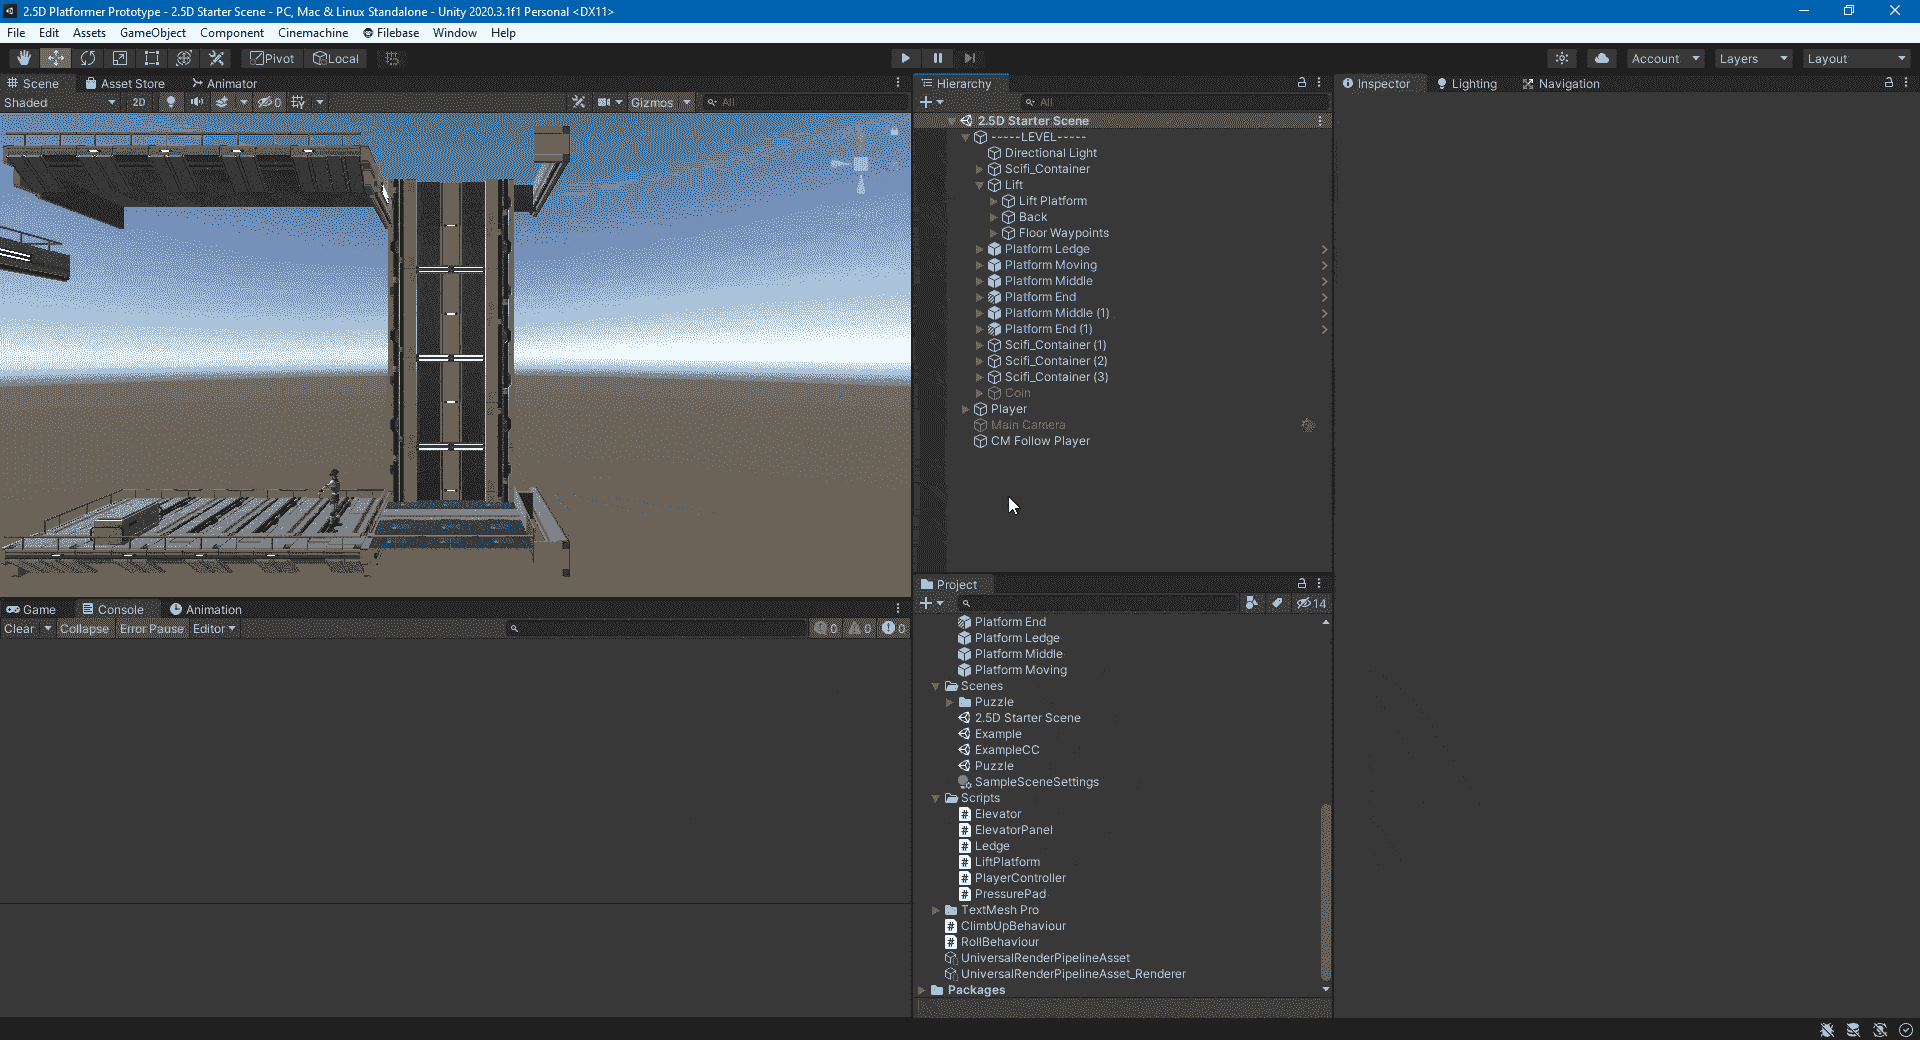 2.5D Platformer Prototype - 2.5D Starter Scene - PC, Mac & Linux Standalone - Unity 2020.3.1f1 Personal <DX11>
File Edit Assets GameObject Component Cinemachine Filebase Window Help
Pivot Local Account Layers Layout
Scene Asset Store Animator
Shaded 2D 0 Gizmos All
Hierarchy
All
2.5D Starter Scene
-----LEVEL-----
Directional Light
Scifi_Container
Lift
Lift Platform
Back
Floor Waypoints
Platform Ledge
Platform Moving
Platform Middle
Platform End
Platform Middle (1)
Platform End (1)
Scifi_Container (1)
Scifi_Container (2)
Scifi_Container (3)
Coin
Player
Main Camera
CM Follow Player
Inspector Lighting Navigation
Game Console Animation
Clear Collapse Error Pause Editor 0 0 0
Project
14
Platform End
Platform Ledge
Platform Middle
Platform Moving
Scenes
Puzzle
2.5D Starter Scene
Example
ExampleCC
Puzzle
SampleSceneSettings
Scripts
Elevator
ElevatorPanel
Ledge
LiftPlatform
PlayerController
PressurePad
TextMesh Pro
ClimbUpBehaviour
RollBehaviour
UniversalRenderPipelineAsset
UniversalRenderPipelineAsset_Renderer
Packages